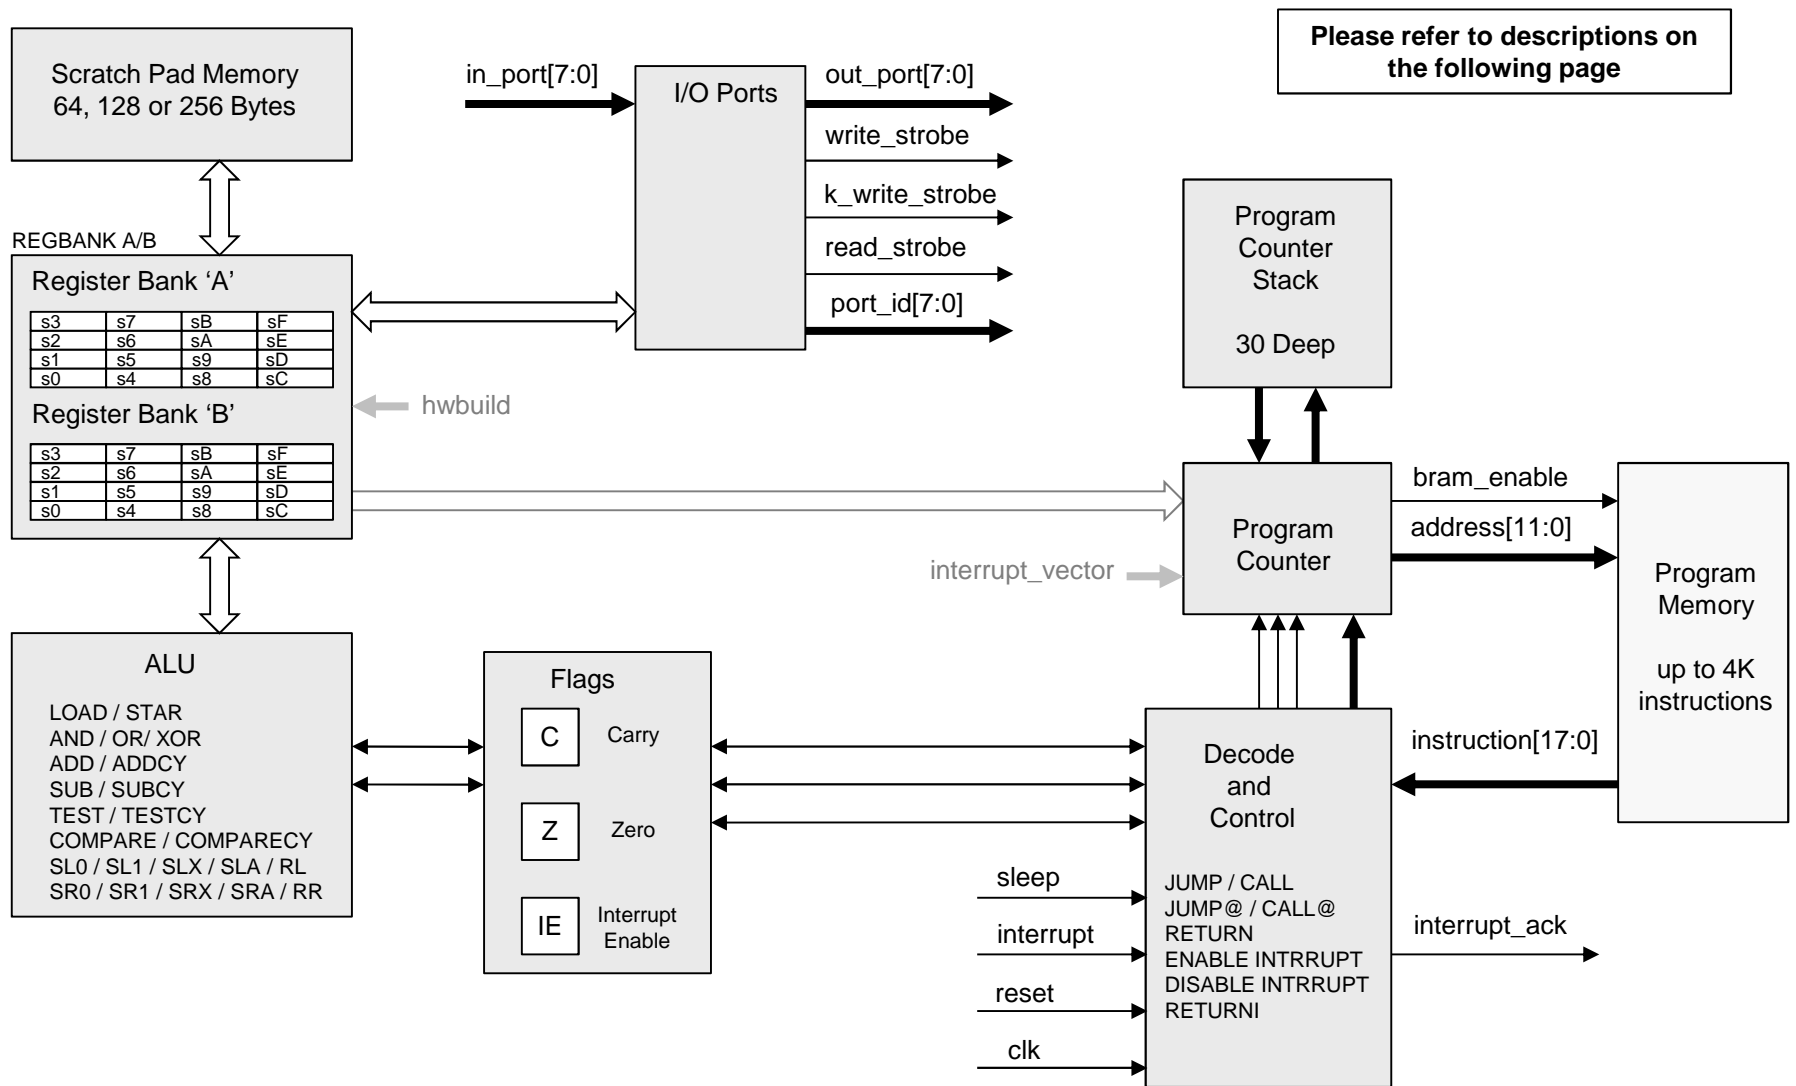 Please refer to descriptions on
the following page
Scratch Pad Memory
64, 128 or 256 Bytes
in_port[7:0]
I/O Ports
out_port[7:0]
write_strobe
k_write_strobe
read_strobe
port_id[7:0]
REGBANK A/B
Register Bank ‘A’
s3 s7 sB sF
s2 s6 sA sE
s1 s5 s9 sD
s0 s4 s8 sC
Register Bank ‘B’
s3 s7 sB sF
s2 s6 sA sE
s1 s5 s9 sD
s0 s4 s8 sC
hwbuild
Program
Counter
Stack
30 Deep
Program
Counter
interrupt_vector
bram_enable
address[11:0]
Program
Memory
up to 4K
instructions
instruction[17:0]
ALU
LOAD / STAR
AND / OR/ XOR
ADD / ADDCY
SUB / SUBCY
TEST / TESTCY
COMPARE / COMPARECY
SL0 / SL1 / SLX / SLA / RL
SR0 / SR1 / SRX / SRA / RR
Flags
C Carry
Z Zero
IE Interrupt
Enable
Decode
and
Control
JUMP / CALL
JUMP@ / CALL@
RETURN
ENABLE INTRRUPT
DISABLE INTRRUPT
RETURNI
sleep
interrupt
reset
clk
interrupt_ack